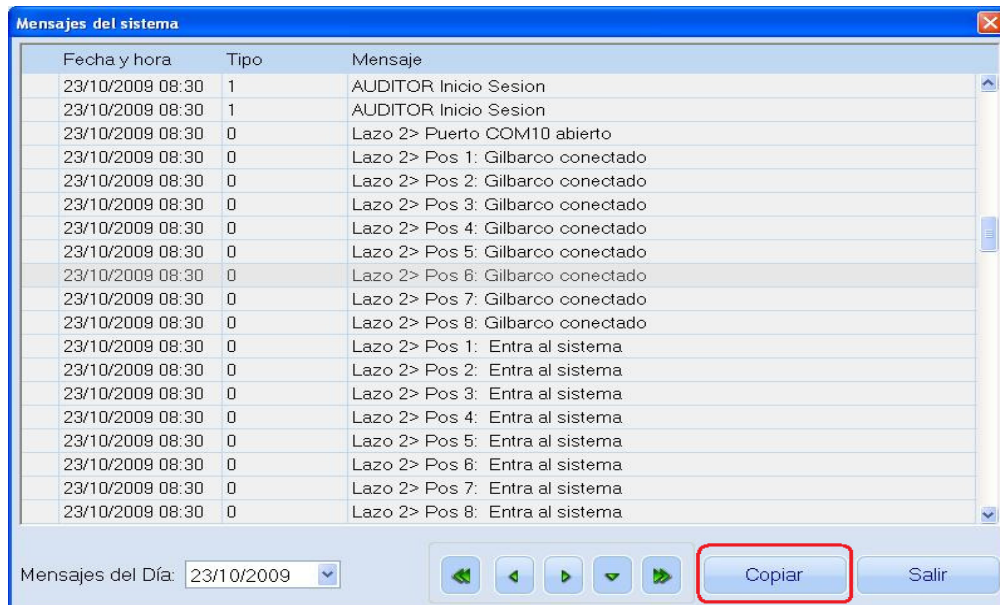 Mensajes del sistema
Fecha y hora Tipo Mensaje
23/10/2009 08:30 1 AUDITOR Inicio Sesion
23/10/2009 08:30 1 AUDITOR Inicio Sesion
23/10/2009 08:30 0 Lazo 2> Puerto COM10 abierto
23/10/2009 08:30 0 Lazo 2> Pos 1: Gilbarco conectado
23/10/2009 08:30 0 Lazo 2> Pos 2: Gilbarco conectado
23/10/2009 08:30 0 Lazo 2> Pos 3: Gilbarco conectado
23/10/2009 08:30 0 Lazo 2> Pos 4: Gilbarco conectado
23/10/2009 08:30 0 Lazo 2> Pos 5: Gilbarco conectado
23/10/2009 08:30 0 Lazo 2> Pos 6: Gilbarco conectado
23/10/2009 08:30 0 Lazo 2> Pos 7: Gilbarco conectado
23/10/2009 08:30 0 Lazo 2> Pos 8: Gilbarco conectado
23/10/2009 08:30 0 Lazo 2> Pos 1: Entra al sistema
23/10/2009 08:30 0 Lazo 2> Pos 2: Entra al sistema
23/10/2009 08:30 0 Lazo 2> Pos 3: Entra al sistema
23/10/2009 08:30 0 Lazo 2> Pos 4: Entra al sistema
23/10/2009 08:30 0 Lazo 2> Pos 5: Entra al sistema
23/10/2009 08:30 0 Lazo 2> Pos 6: Entra al sistema
23/10/2009 08:30 0 Lazo 2> Pos 7: Entra al sistema
23/10/2009 08:30 0 Lazo 2> Pos 8: Entra al sistema
Mensajes del Día: 23/10/2009 Copiar Salir